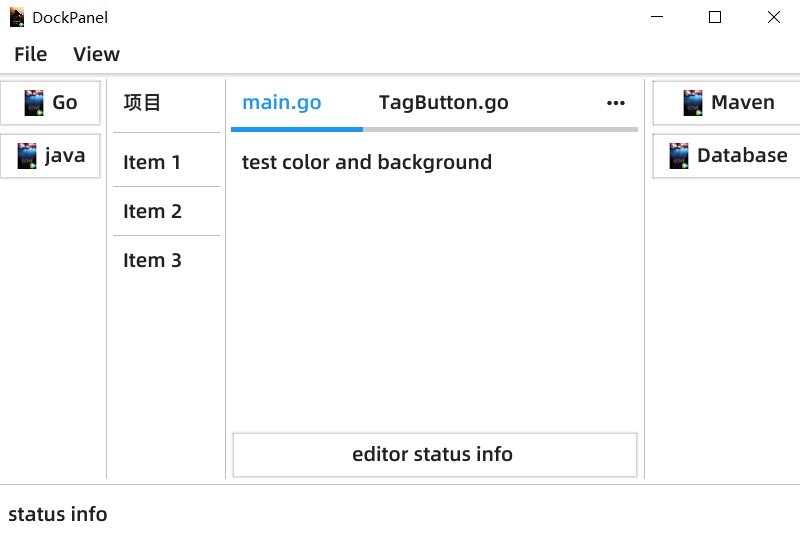 DockPanel
File View
Go
java
项目
Item 1
Item 2
Item 3
main.go TagButton.go •••
test color and background
editor status info
Maven
Database
status info